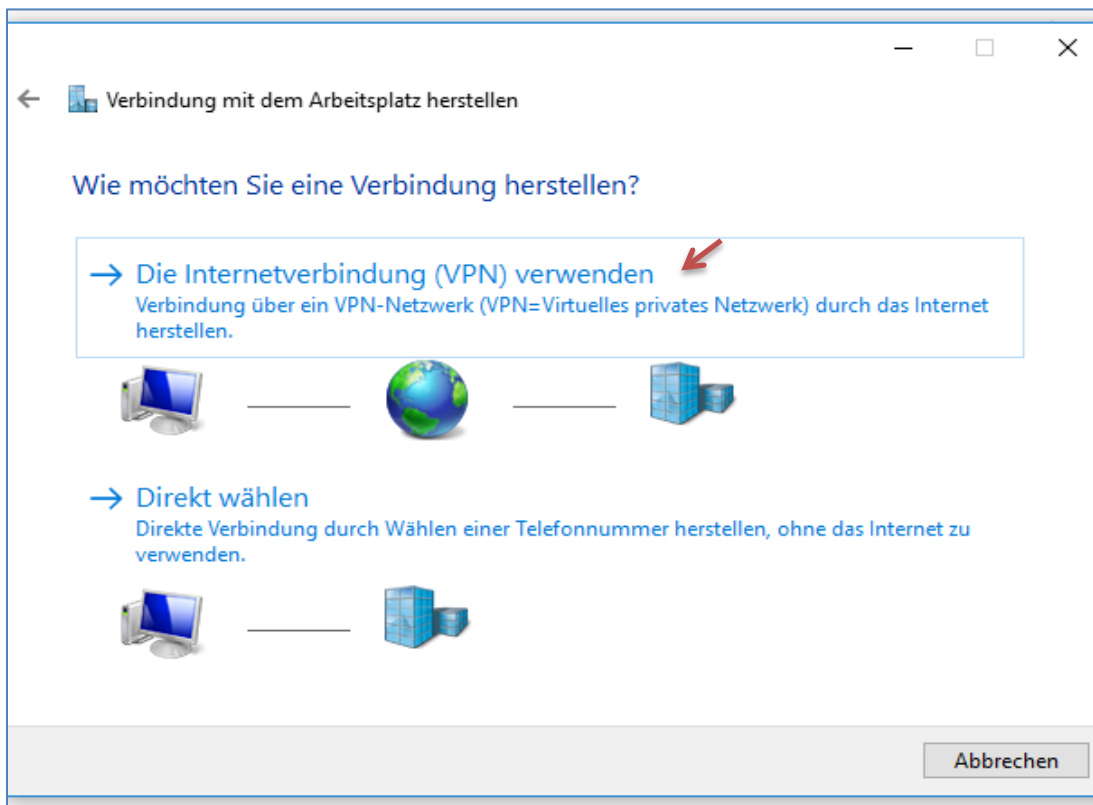 Verbindung mit dem Arbeitsplatz herstellen
Wie möchten Sie eine Verbindung herstellen?
Die Internetverbindung (VPN) verwenden
Verbindung über ein VPN-Netzwerk (VPN=Virtuelles privates Netzwerk) durch das Internet
herstellen.
Direkt wählen
Direkte Verbindung durch Wählen einer Telefonnummer herstellen, ohne das Internet zu
verwenden.
Abbrechen